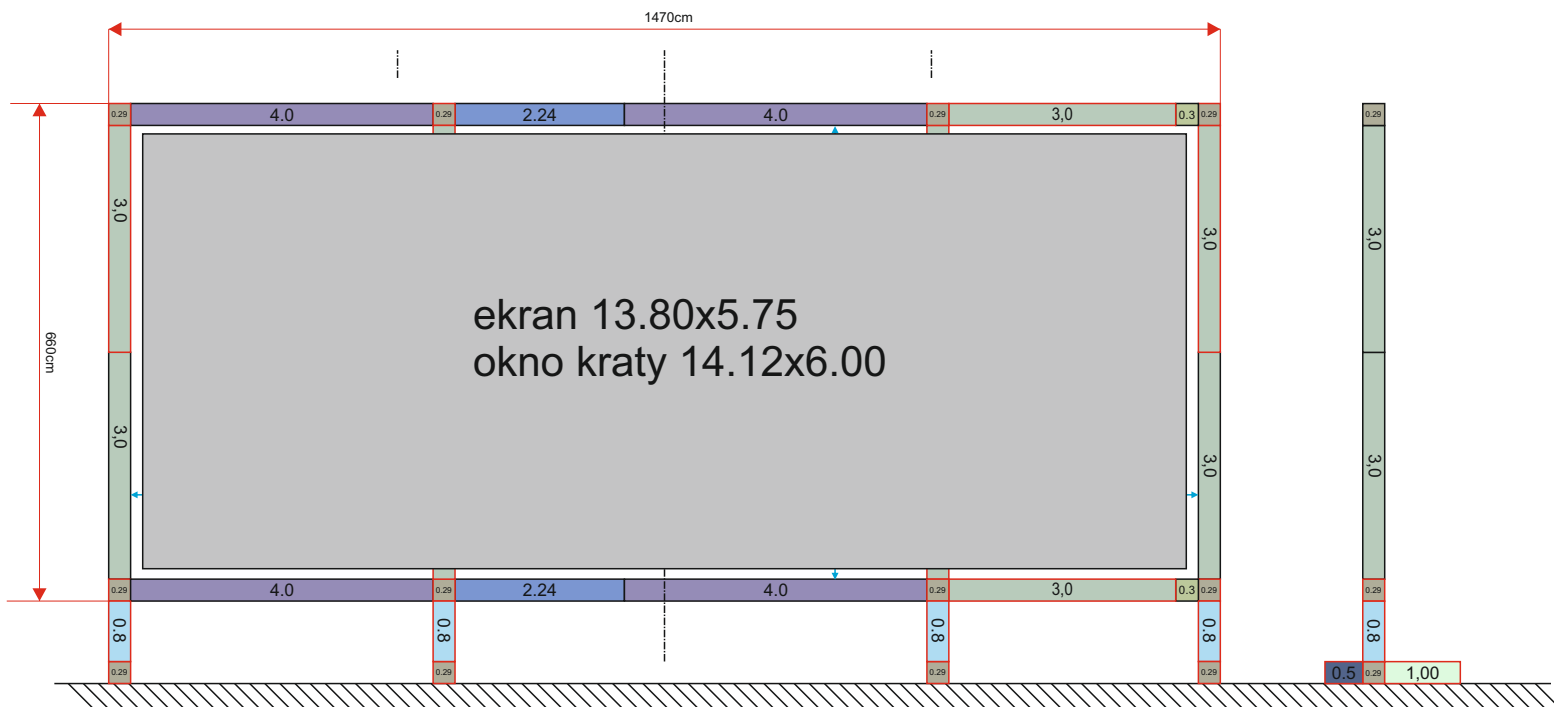 1470cm
0.29 4.0 0.29 2.24 4.0 0.29 3,0 0.3 0.29 0.29
3,0 3,0 3,0
ekran 13.80x5.75
okno kraty 14.12x6.00
660cm
3,0 3,0 3,0
0.29 4.0 0.29 2.24 4.0 0.29 3,0 0.3 0.29 0.29
0.8 0.8 0.8 0.8 0.8
0.29 0.29 0.29 0.29 0.5 0.29 1,00